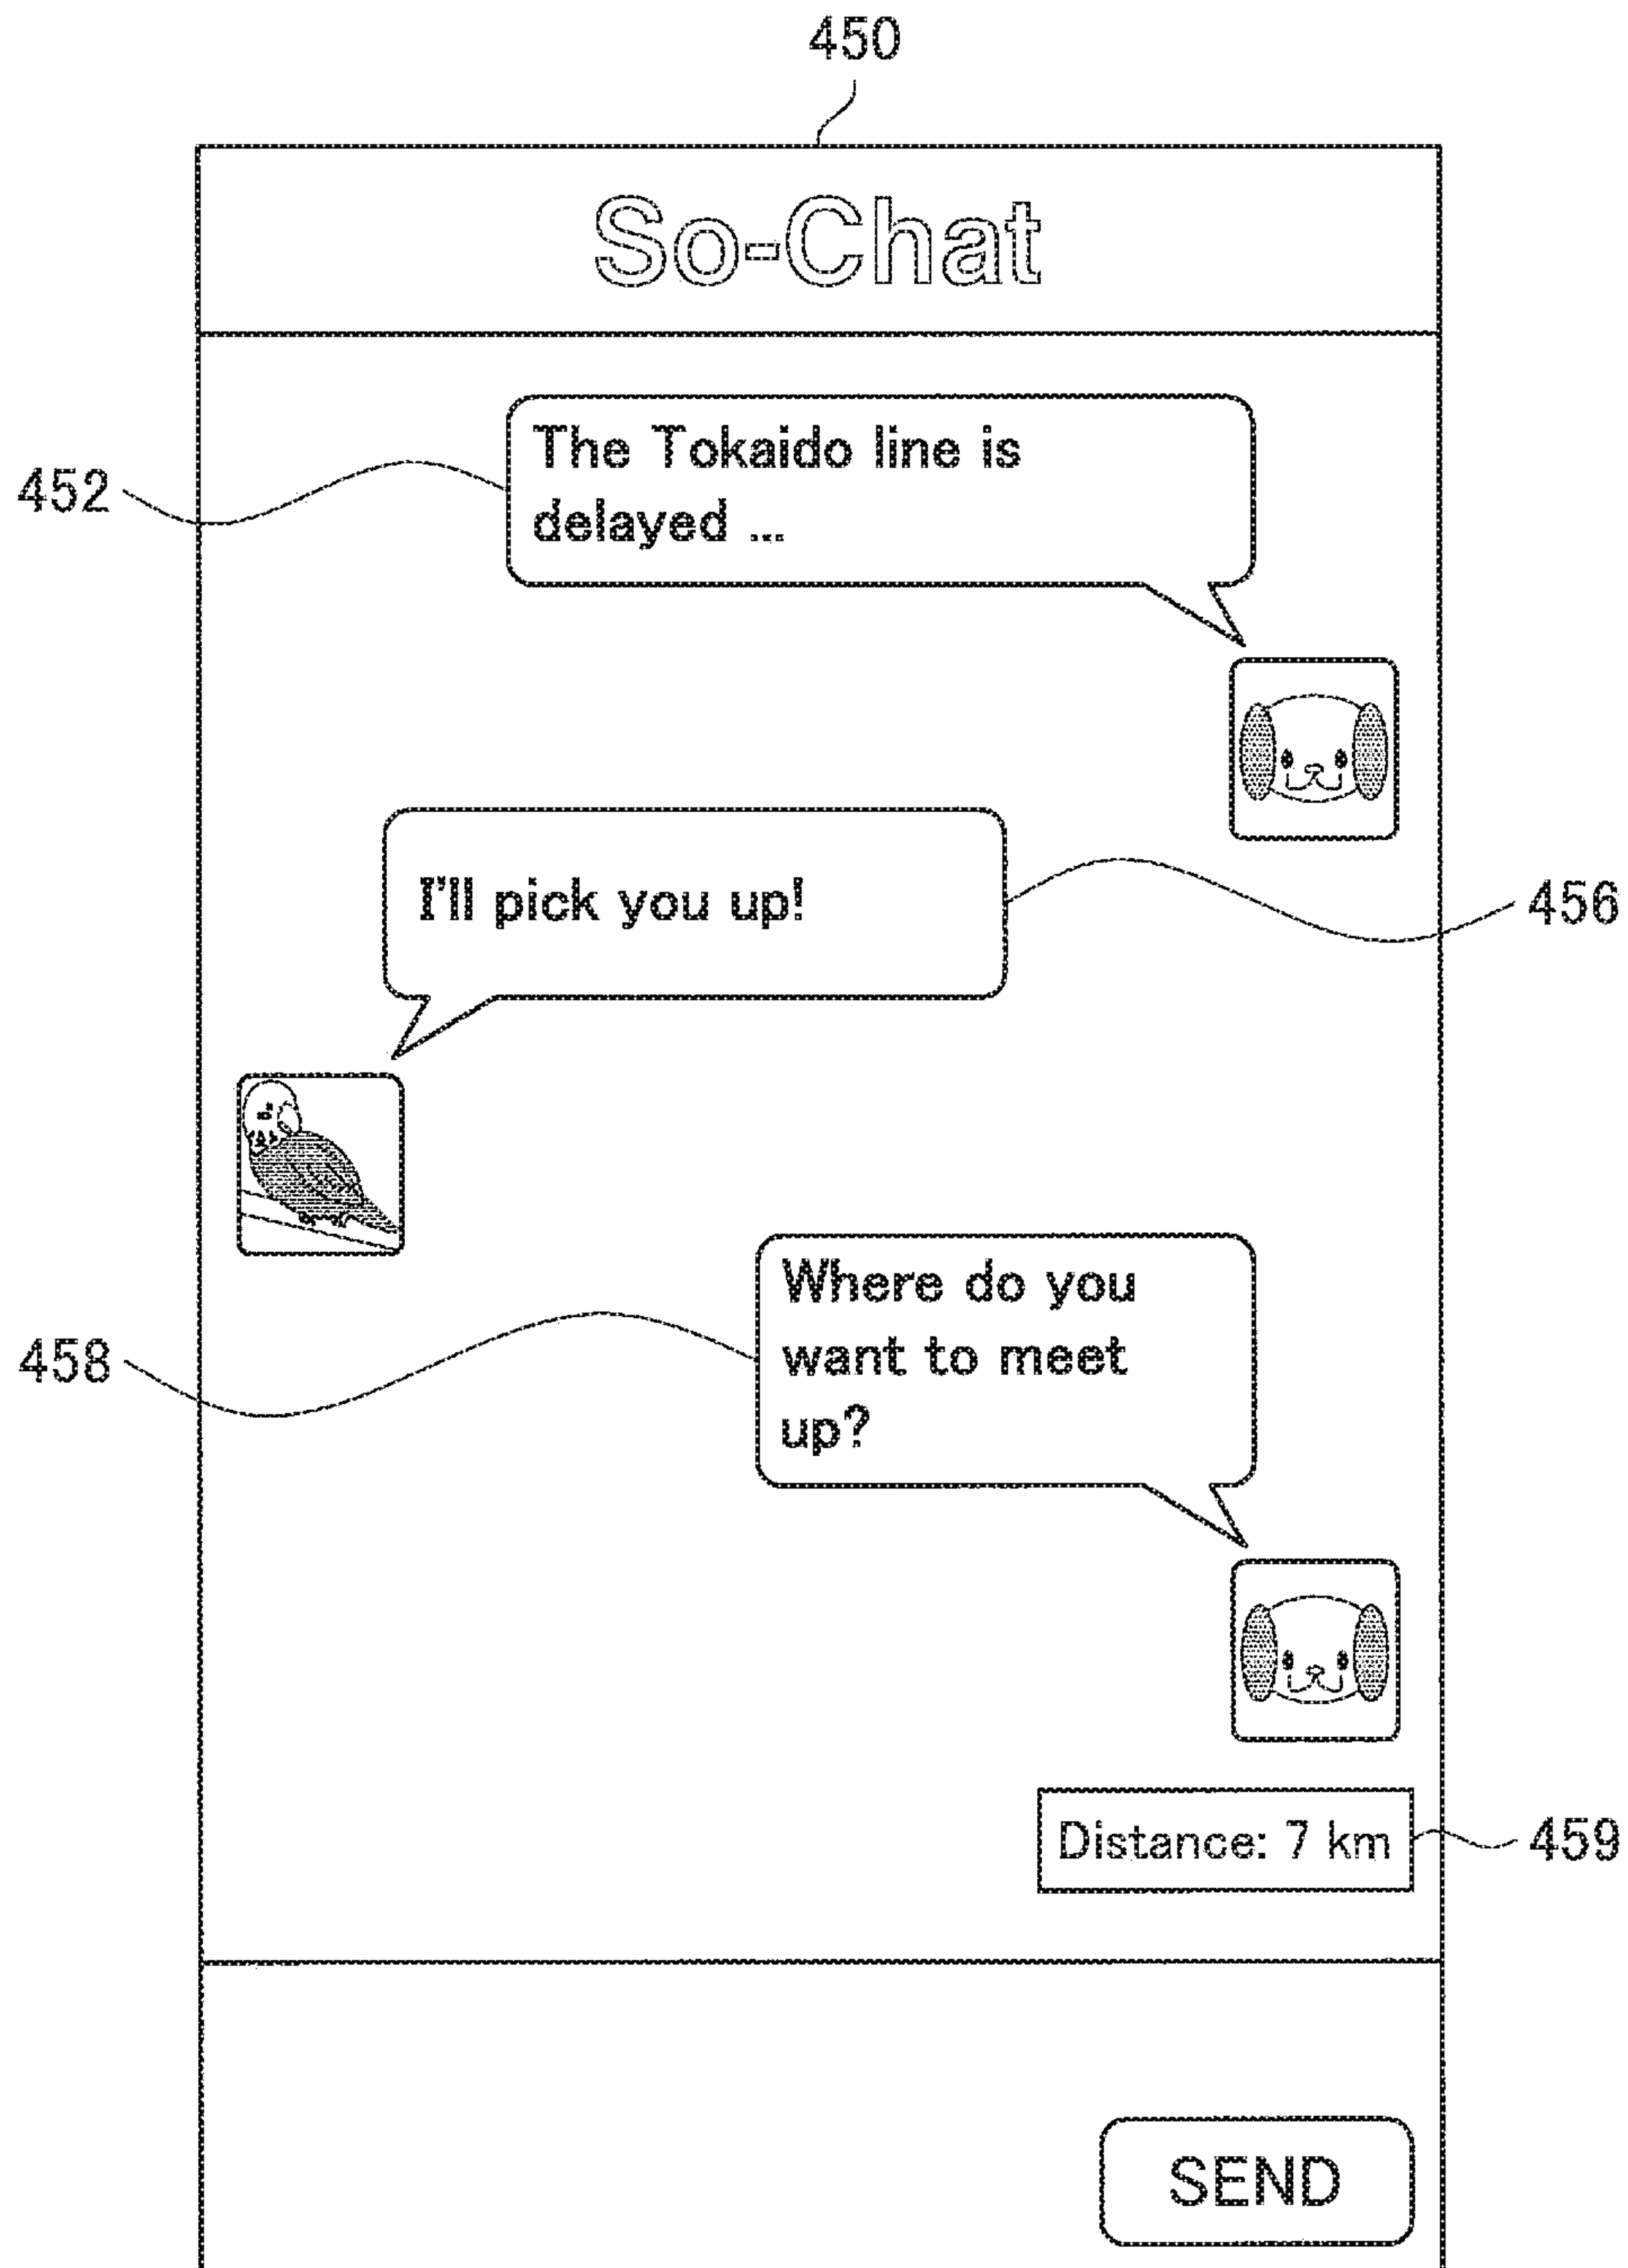 450
So-Chat
452
The Tokaido line is
delayed ...
I'll pick you up!
456
458
Where do you
want to meet
up?
Distance: 7 km
459
SEND